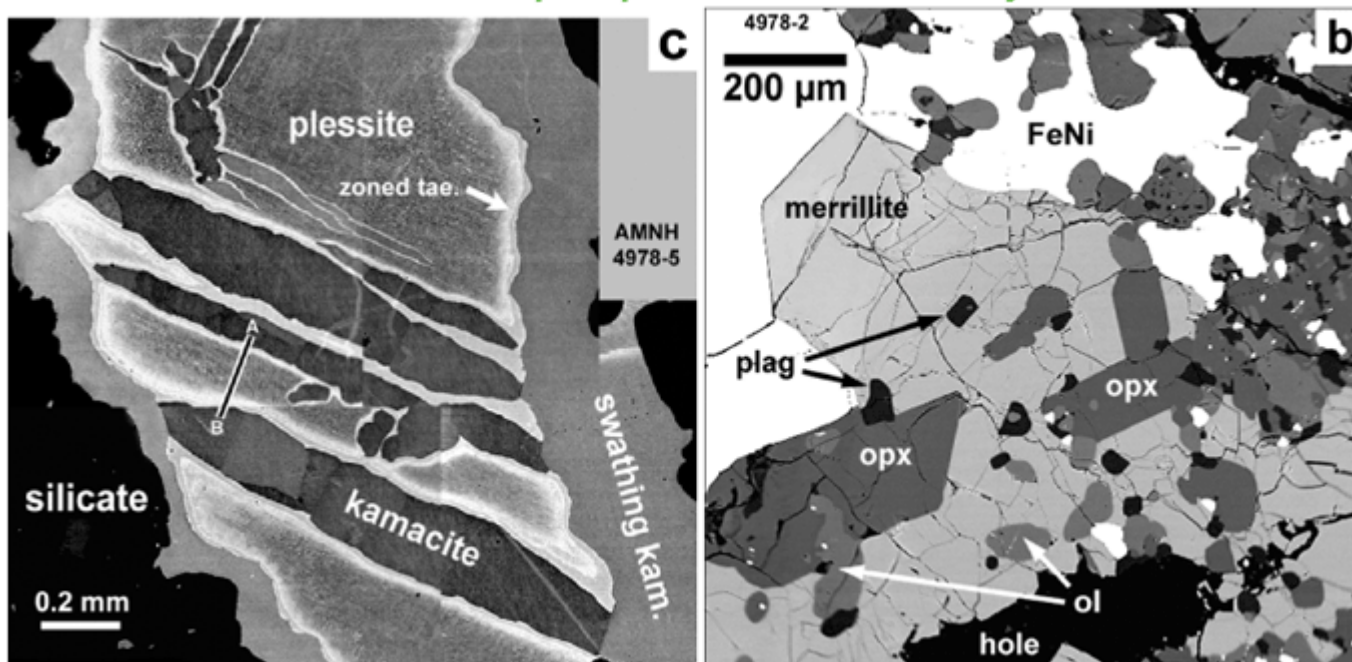 c
plessite
zoned tae.
AMNH
4978-5
A
B
silicate
kamacite
swathing kam.
0.2 mm
4978-2
b
200 µm
FeNi
merrillite
plag
opx
opx
ol
hole